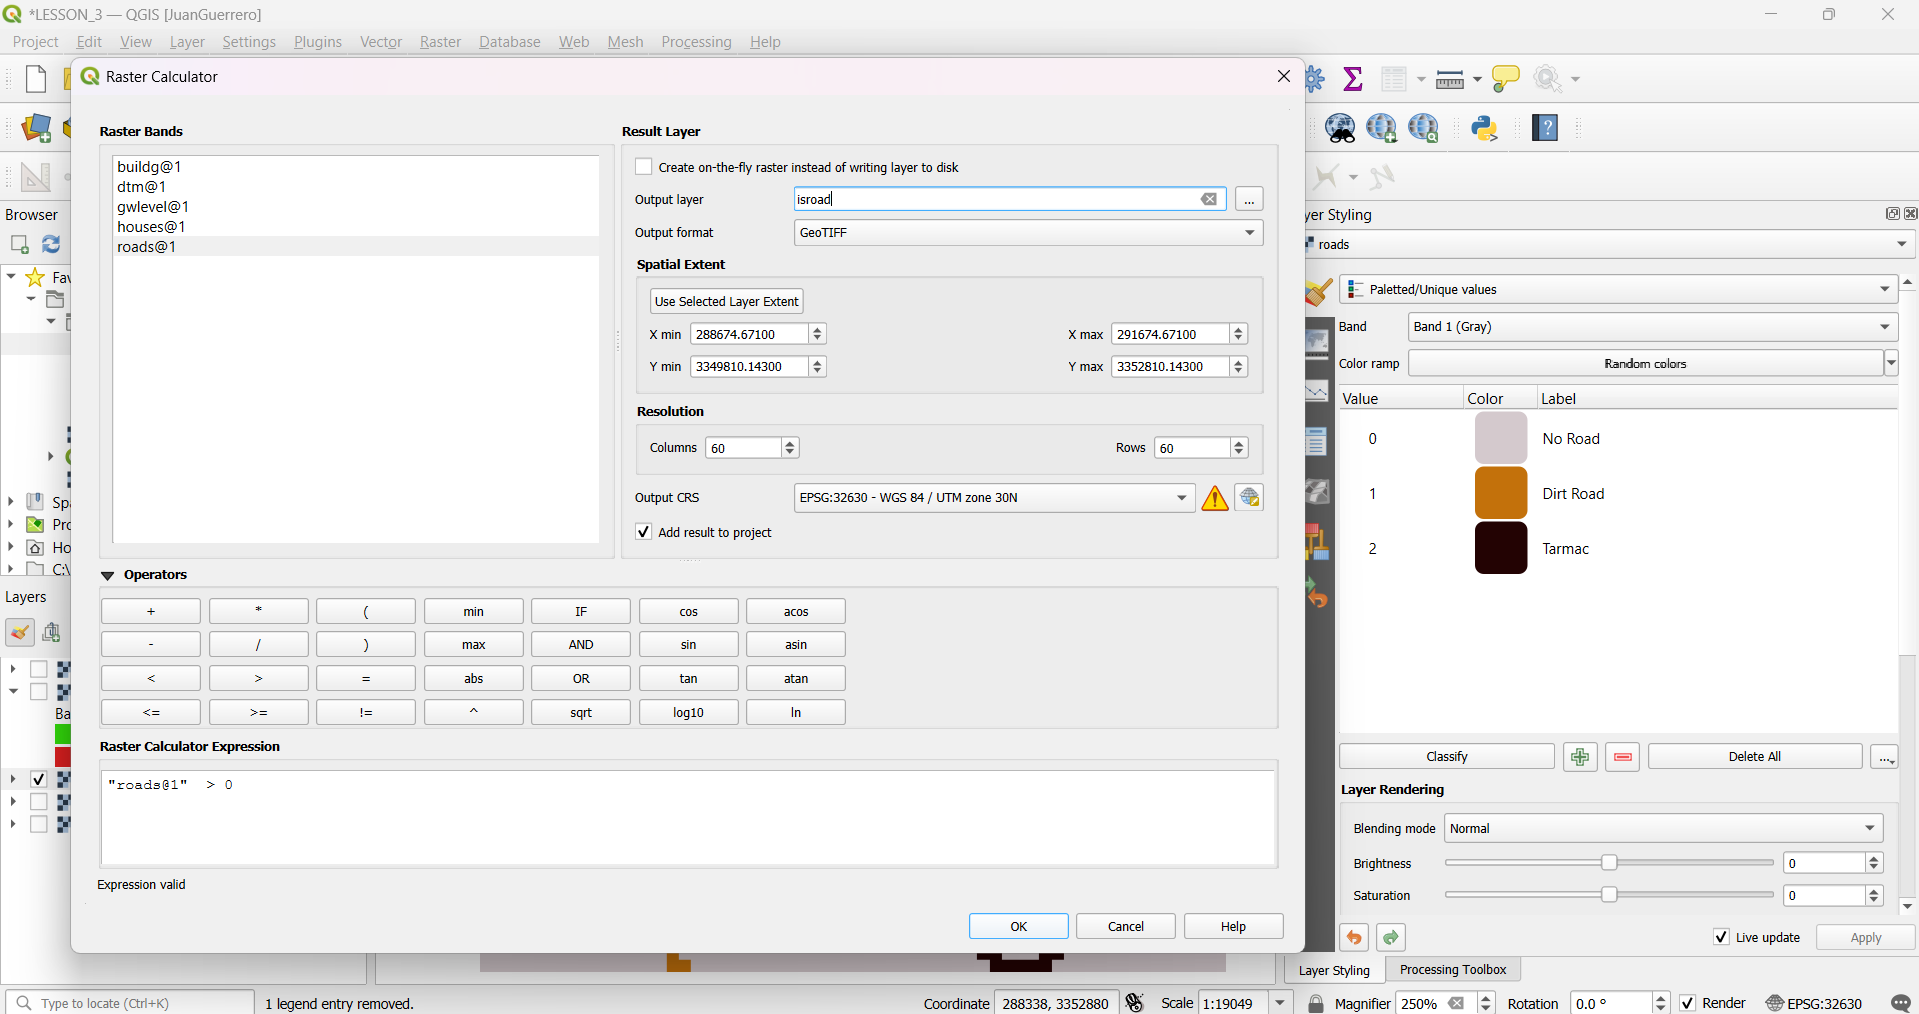 *LESSON_3 — QGIS [JuanGuerrero]
Project Edit View Layer Settings Plugins Vector Raster Database Web Mesh Processing Help
Raster Calculator
Raster Bands
buildg@1
dtm@1
gwlevel@1
houses@1
roads@1
Result Layer
Create on-the-fly raster instead of writing layer to disk
Output layer isroad ...
Output format GeoTIFF
Spatial Extent
Use Selected Layer Extent
X min 288674.67100 X max 291674.67100
Y min 3349810.14300 Y max 3352810.14300
Resolution
Columns 60 Rows 60
Output CRS EPSG:32630 - WGS 84 / UTM zone 30N
Add result to project
Operators
+ * ( min IF cos acos
- / ) max AND sin asin
< > = abs OR tan atan
<= >= != ^ sqrt log10 ln
Raster Calculator Expression
"roads@1" > 0
Expression valid
OK Cancel Help
Browser
Fav
Spa
Pro
Ho
C:\
Layers
Ba
yer Styling
roads
Paletted/Unique values
Band Band 1 (Gray)
Color ramp Random colors
Value Color Label
0 No Road
1 Dirt Road
2 Tarmac
Classify Delete All ...
Layer Rendering
Blending mode Normal
Brightness 0
Saturation 0
Live update Apply
Layer Styling Processing Toolbox
Type to locate (Ctrl+K) 1 legend entry removed. Coordinate 288338, 3352880 Scale 1:19049 Magnifier 250% Rotation 0.0 ° Render EPSG:32630